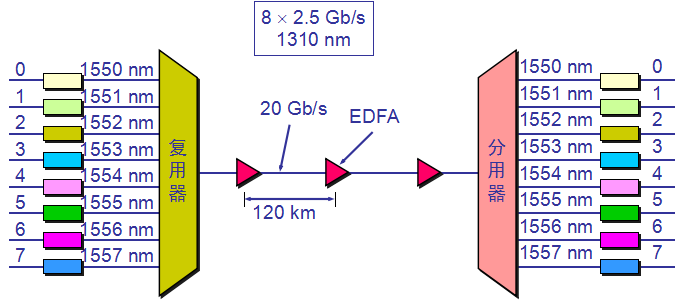 8 × 2.5 Gb/s
1310 nm
0 1550 nm
1 1551 nm
2 1552 nm
3 1553 nm
4 1554 nm
5 1555 nm
6 1556 nm
7 1557 nm
复用器
20 Gb/s
EDFA
120 km
分用器
1550 nm 0
1551 nm 1
1552 nm 2
1553 nm 3
1554 nm 4
1555 nm 5
1556 nm 6
1557 nm 7